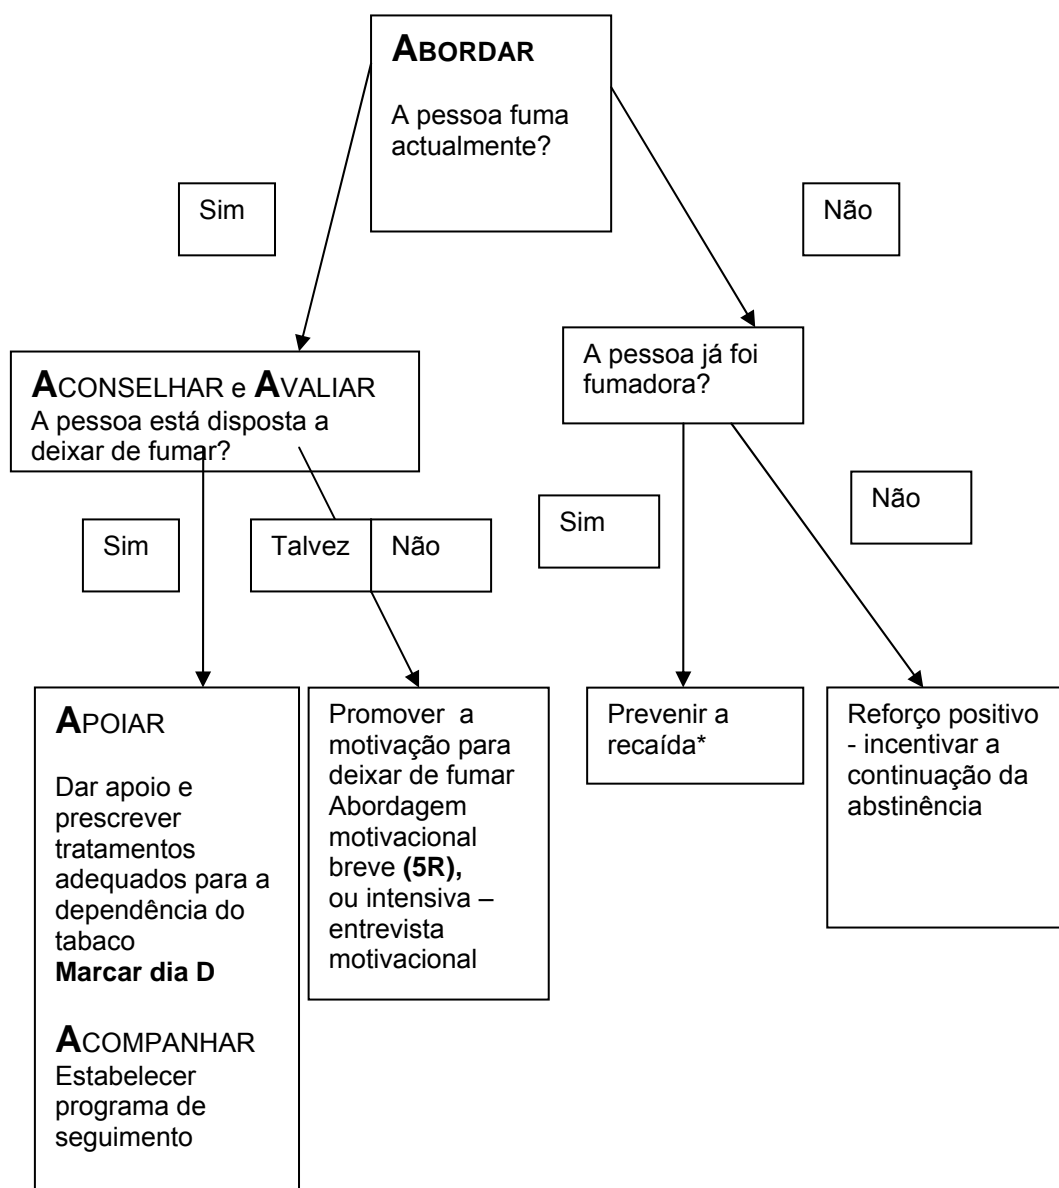 ABORDAR
A pessoa fuma
actualmente?
Sim
Não
ACONSELHAR e AVALIAR
A pessoa está disposta a
deixar de fumar?
A pessoa já foi
fumadora?
Sim
Talvez
Não
Sim
Não
APOIAR
Dar apoio e
prescrever
tratamentos
adequados para a
dependência do
tabaco
Marcar dia D
ACOMPANHAR
Estabelecer
programa de
seguimento
Promover a
motivação para
deixar de fumar
Abordagem
motivacional
breve (5R),
ou intensiva –
entrevista
motivacional
Prevenir a
recaída*
Reforço positivo
- incentivar a
continuação da
abstinência